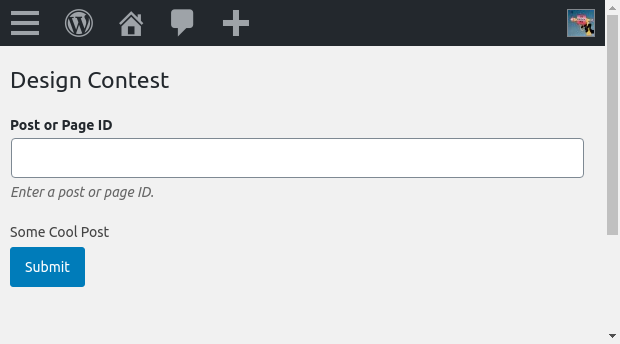 Design Contest
Post or Page ID
Enter a post or page ID.
Some Cool Post
Submit